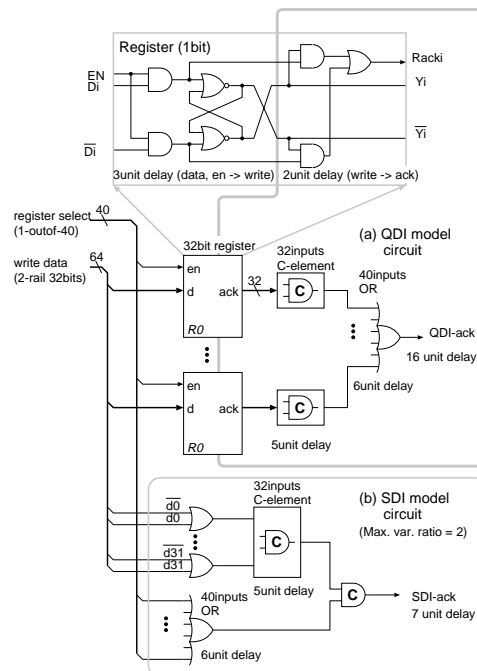 Register (1bit)
EN
Di
Di
Racki
Yi
Yi
3unit delay (data, en -> write)
2unit delay (write -> ack)
register select
(1-outof-40)
40
write data
(2-rail 32bits)
64
32bit register
en
d
ack
R0
32
32inputs
C-element
C
(a) QDI model
circuit
40inputs
OR
QDI-ack
16 unit delay
6unit delay
en
d
ack
R0
C
5unit delay
(b) SDI model
circuit
(Max. var. ratio = 2)
32inputs
C-element
d0
d0
d31
d31
C
5unit delay
40inputs
OR
6unit delay
C
SDI-ack
7 unit delay